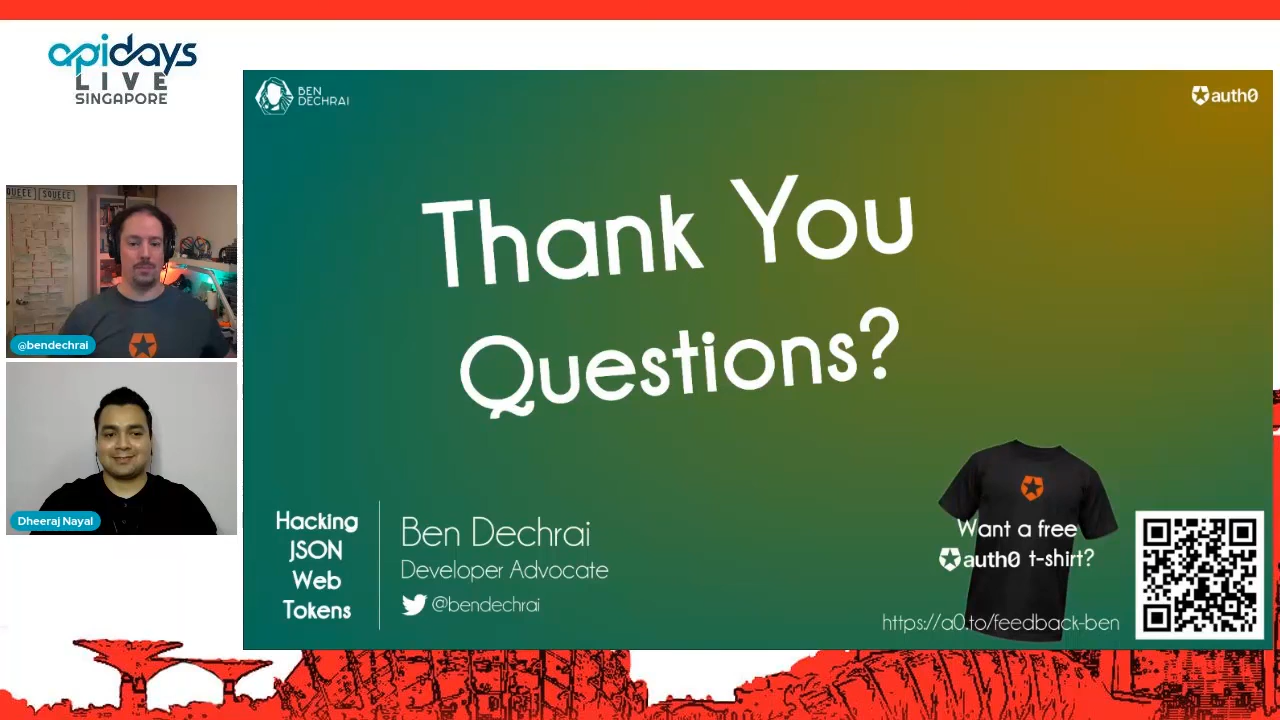 apidays
LIVE
SINGAPORE
BEN
DECHRAI
auth0
SQUEEE
@bendechrai
Dheeraj Nayal
Thank You
Questions?
Hacking
JSON
Web
Tokens
Ben Dechrai
Developer Advocate
@bendechrai
Want a free
auth0 t-shirt?
https://a0.to/feedback-ben